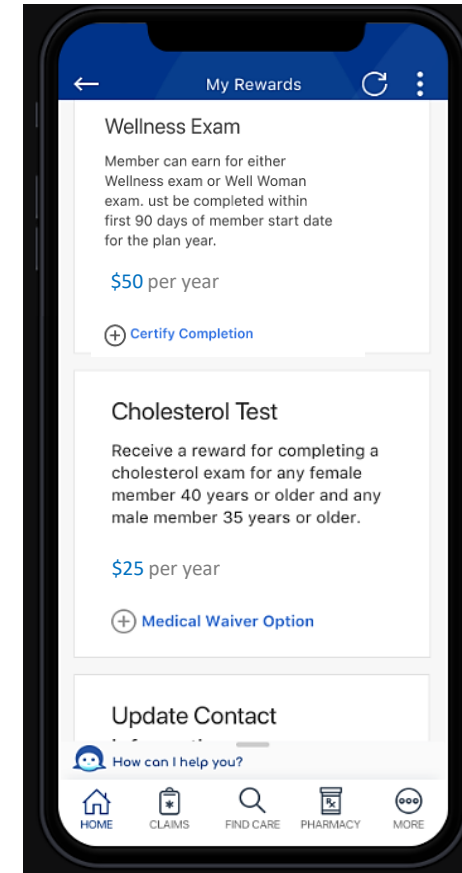 My Rewards
Wellness Exam
Member can earn for either
Wellness exam or Well Woman
exam. ust be completed within
first 90 days of member start date
for the plan year.
$50 per year
Certify Completion
Cholesterol Test
Receive a reward for completing a
cholesterol exam for any female
member 40 years or older and any
male member 35 years or older.
$25 per year
Medical Waiver Option
Update Contact
How can I help you?
HOME CLAIMS FIND CARE PHARMACY MORE